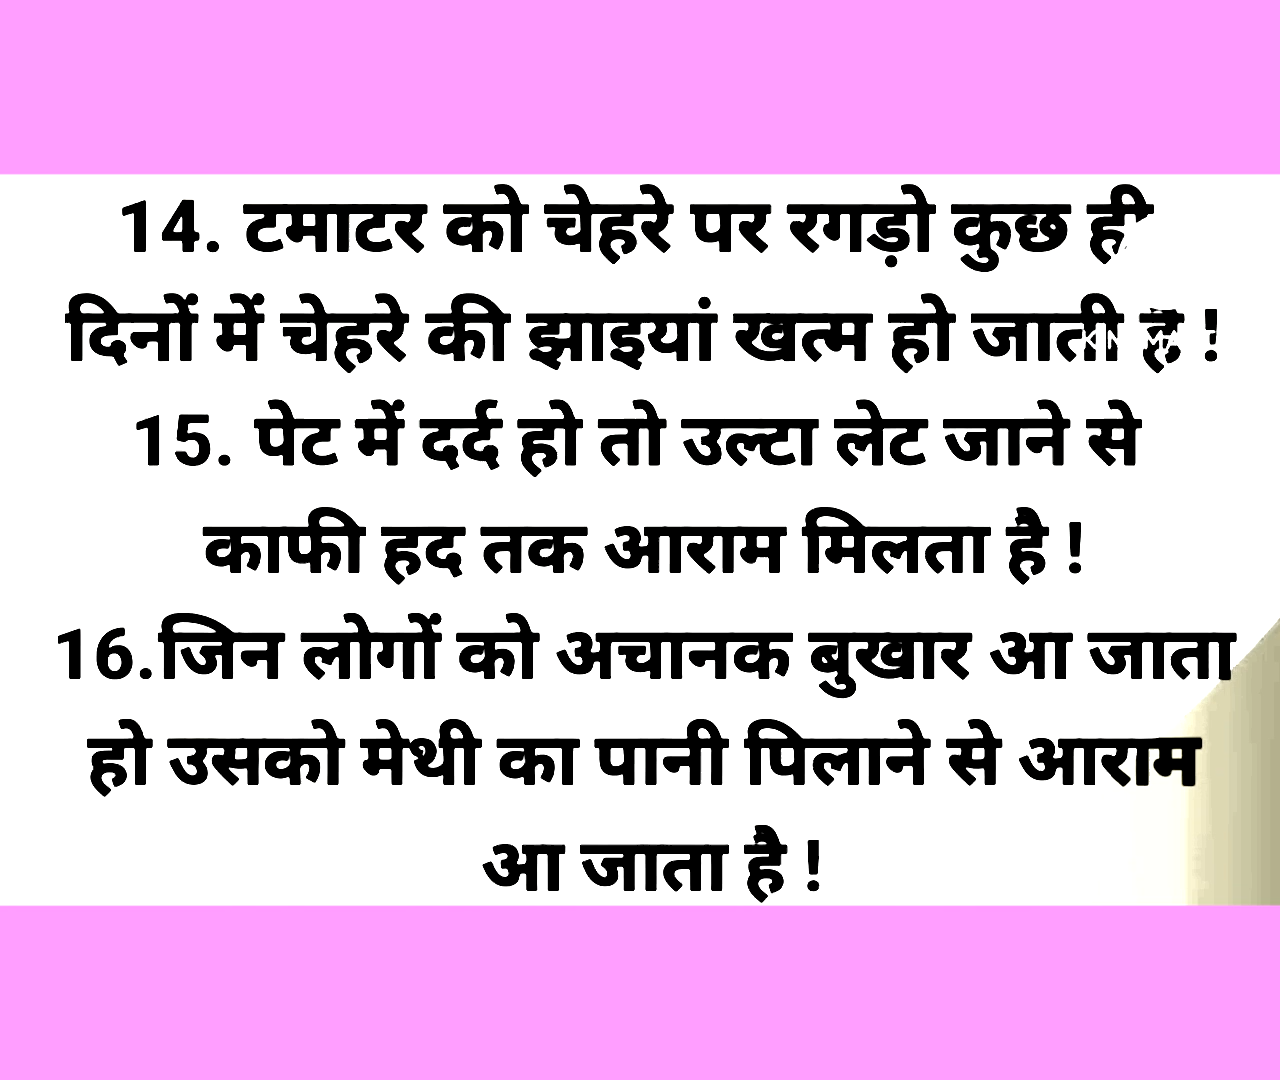 14. टमाटर को चेहरे पर रगड़ो कुछ ही
दिनों में चेहरे की झाइयां खत्म हो जाती है !
15. पेट में दर्द हो तो उल्टा लेट जाने से
काफी हद तक आराम मिलता है !
16.जिन लोगों को अचानक बुखार आ जाता
हो उसको मेथी का पानी पिलाने से आराम
आ जाता है !